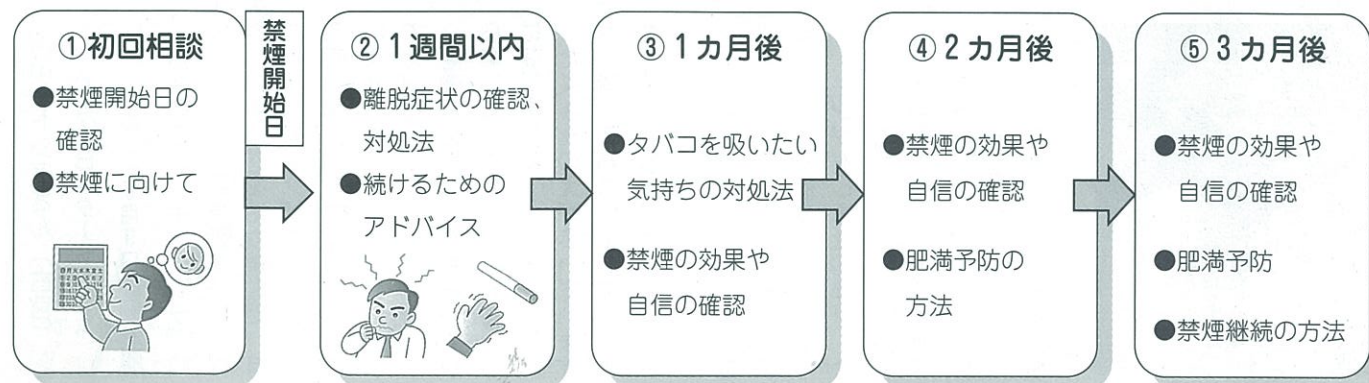 ①初回相談
●禁煙開始日の
確認
●禁煙に向けて
禁煙開始日
②1週間以内
●離脱症状の確認、
対処法
●続けるための
アドバイス
③1カ月後
●タバコを吸いたい
気持ちの対処法
●禁煙の効果や
自信の確認
④2カ月後
●禁煙の効果や
自信の確認
●肥満予防の
方法
⑤3カ月後
●禁煙の効果や
自信の確認
●肥満予防
●禁煙継続の方法